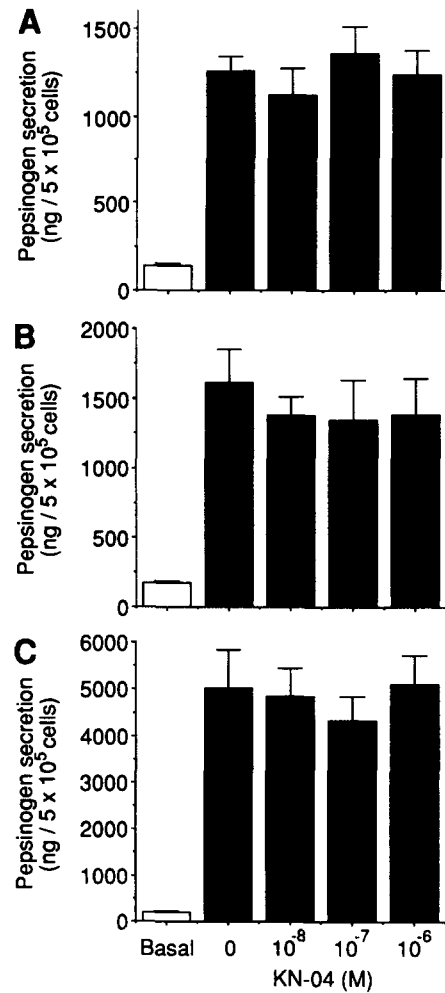 A
Pepsinogen secretion
(ng / 5 x 10⁵ cells)
1500
1000
500
0
B
Pepsinogen secretion
(ng / 5 x 10⁵ cells)
2000
1500
1000
500
0
C
Pepsinogen secretion
(ng / 5 x 10⁵ cells)
6000
5000
4000
3000
2000
1000
0
Basal 0 10⁻⁸ 10⁻⁷ 10⁻⁶
KN-04 (M)